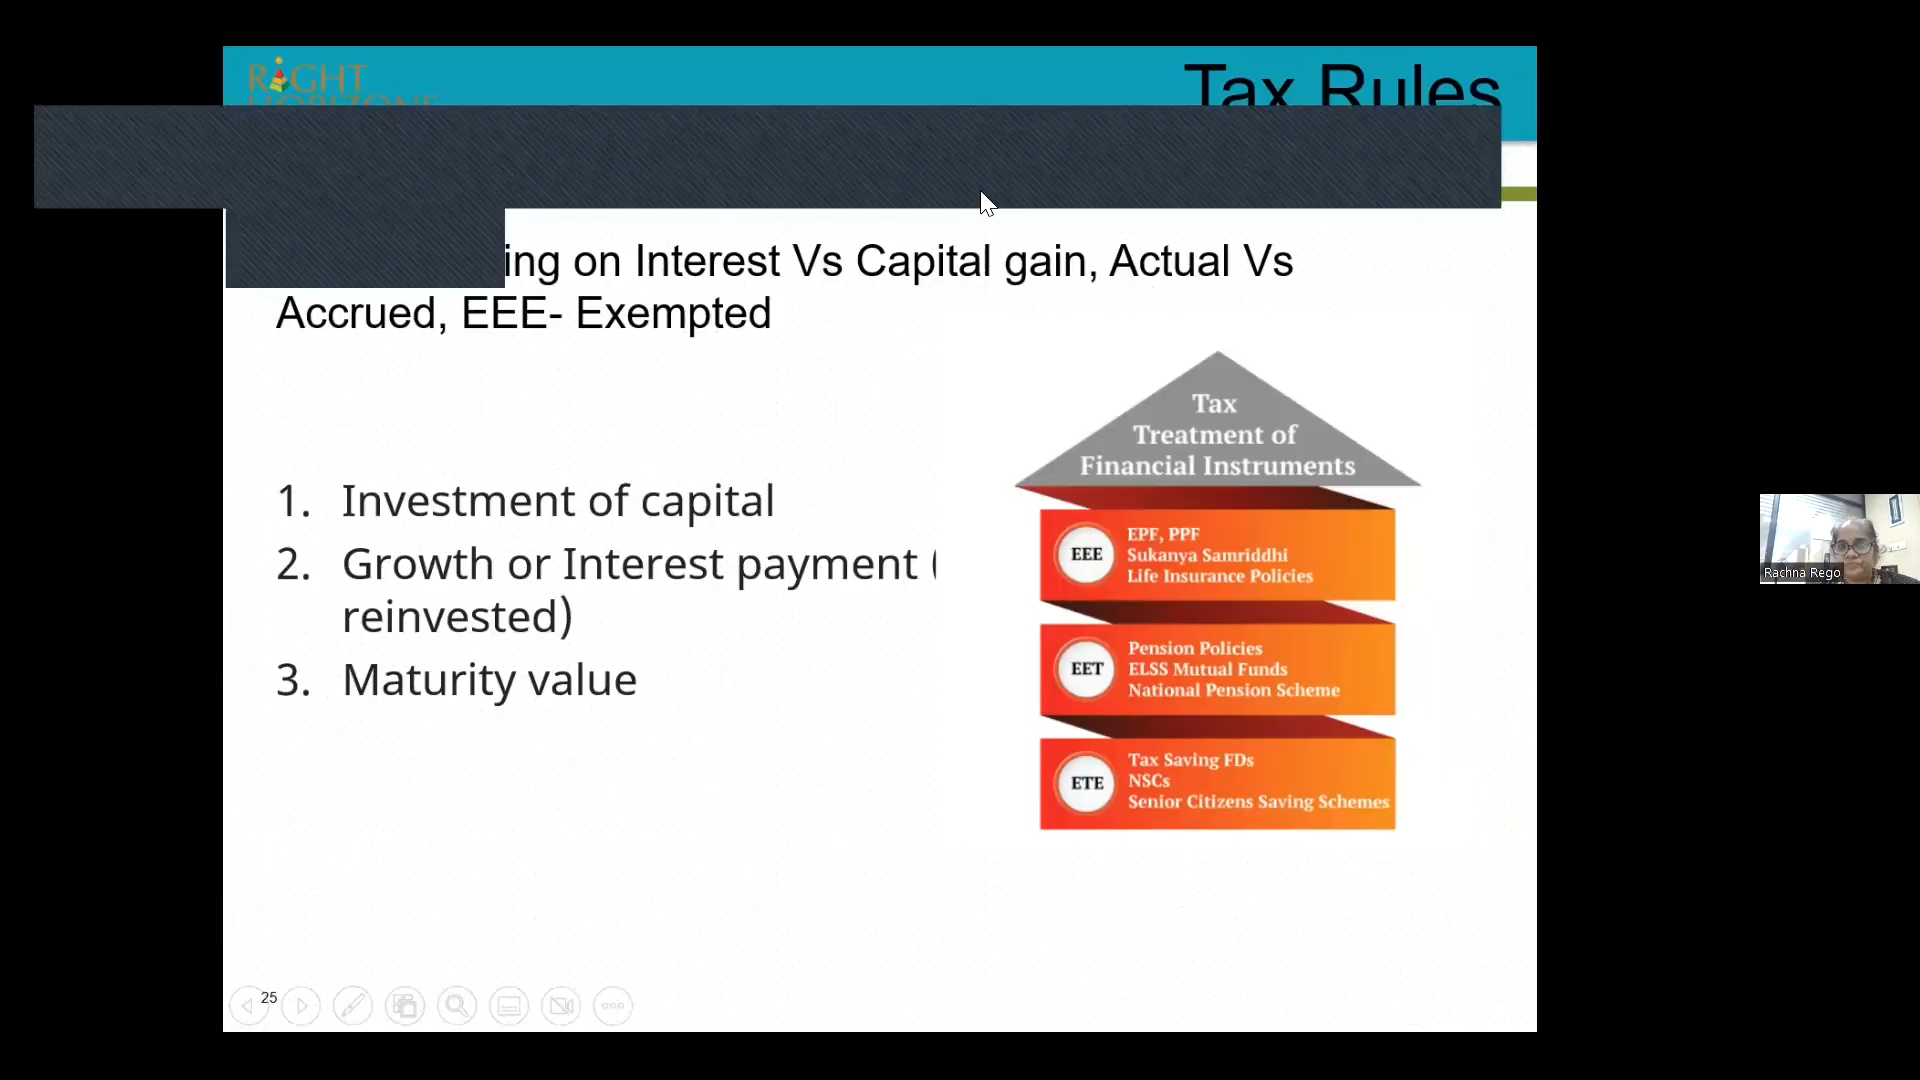 RIGHT
HORIZONS
Tax Rules
ing on Interest Vs Capital gain, Actual Vs
Accrued, EEE- Exempted
1. Investment of capital
2. Growth or Interest payment (
reinvested)
3. Maturity value
Tax
Treatment of
Financial Instruments
EEE
EPF, PPF
Sukanya Samriddhi
Life Insurance Policies
EET
Pension Policies
ELSS Mutual Funds
National Pension Scheme
ETE
Tax Saving FDs
NSCs
Senior Citizens Saving Schemes
25
Rachna Rego